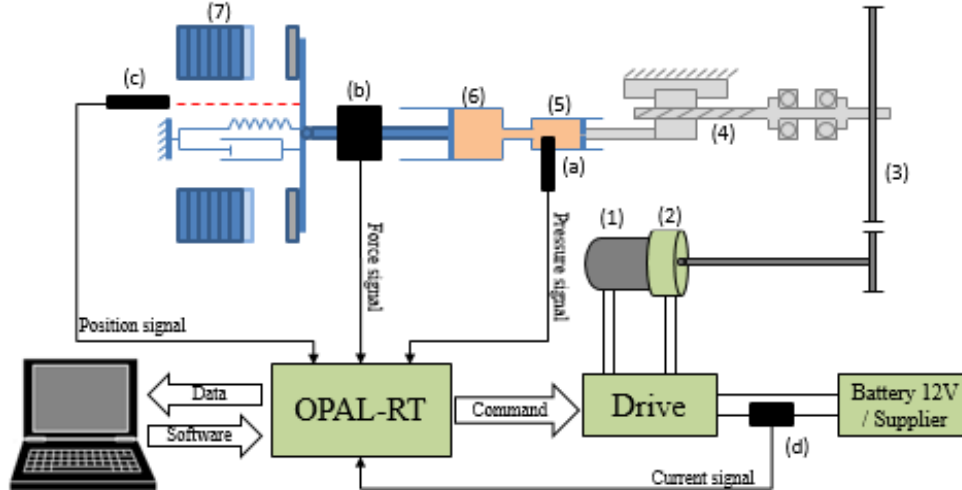 (7)
(c)
(b)
(6)
(5)
(4)
(a)
(3)
(1)
(2)
Force signal
Pressure signal
Position signal
Data
Software
OPAL-RT
Command
Drive
Battery 12V
/ Supplier
(d)
Current signal